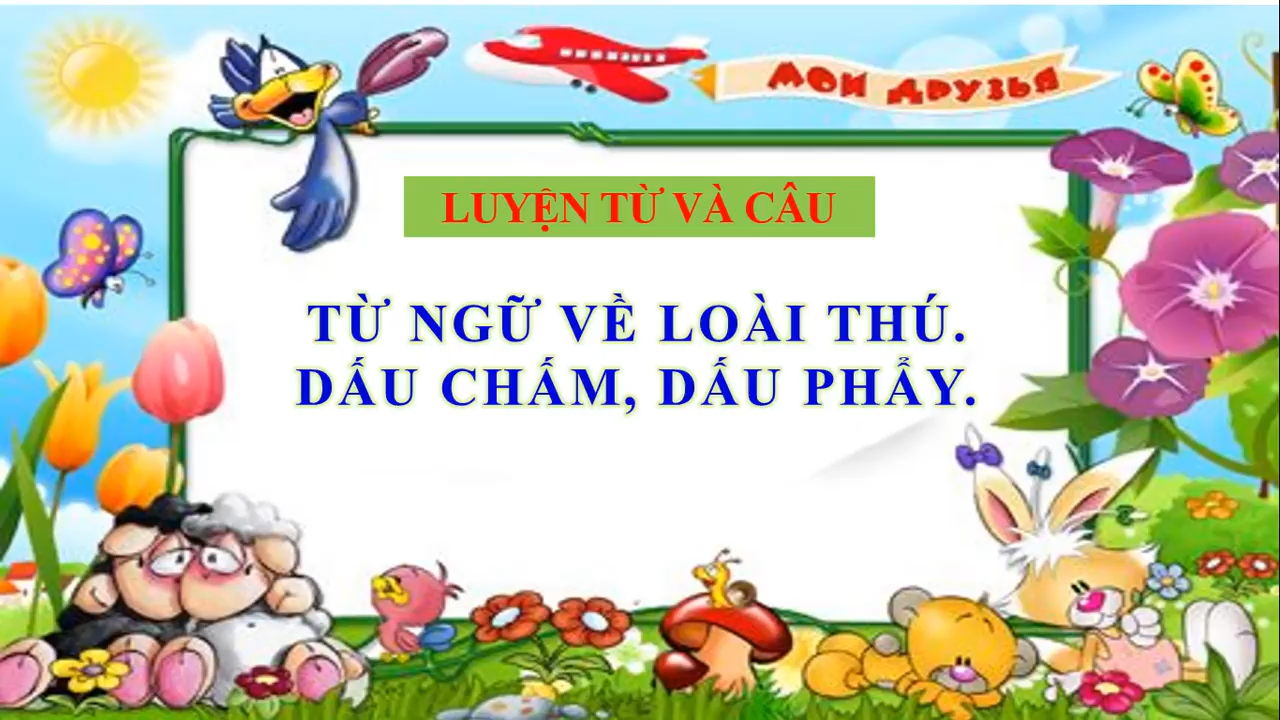 МОИ ДРУЗЬЯ
LUYỆN TỪ VÀ CÂU
TỪ NGỮ VỀ LOÀI THÚ.
DẤU CHẤM, DẤU PHẨY.